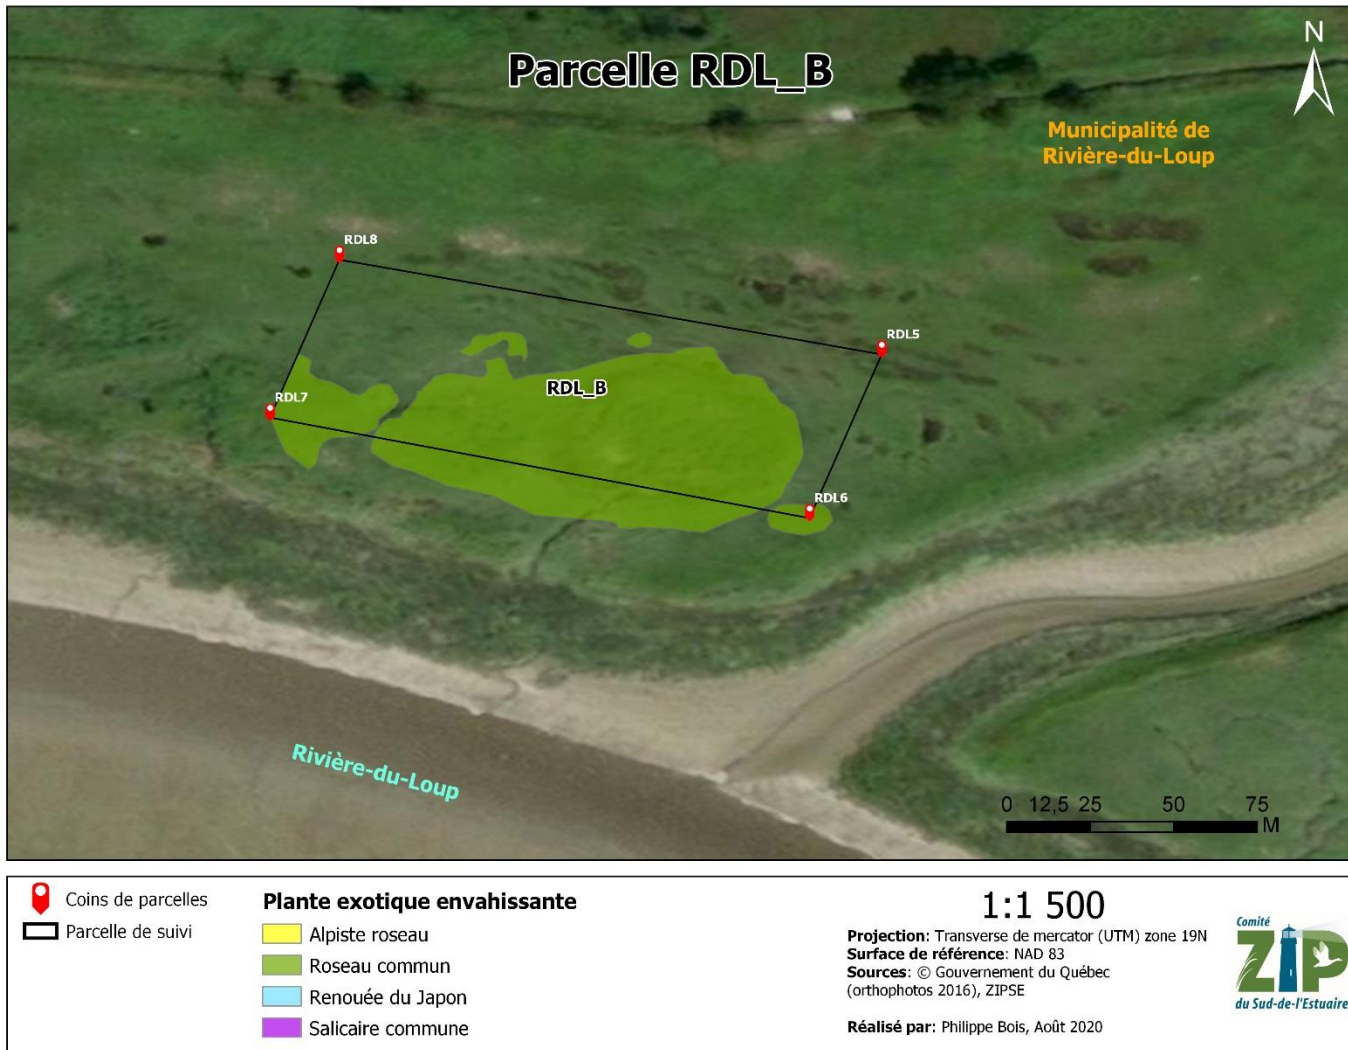 Parcelle RDL_B
N
Municipalité de
Rivière-du-Loup
RDL8
RDL5
RDL_B
RDL7
RDL6
Rivière-du-Loup
0 12,5 25 50 75
M
Coins de parcelles
Parcelle de suivi
Plante exotique envahissante
Alpiste roseau
Roseau commun
Renouée du Japon
Salicaire commune
1:1 500
Projection: Transverse de mercator (UTM) zone 19N
Surface de référence: NAD 83
Sources: © Gouvernement du Québec
(orthophotos 2016), ZIPSE
Réalisé par: Philippe Bois, Août 2020
Comité
ZIP
du Sud-de-l'Estuaire